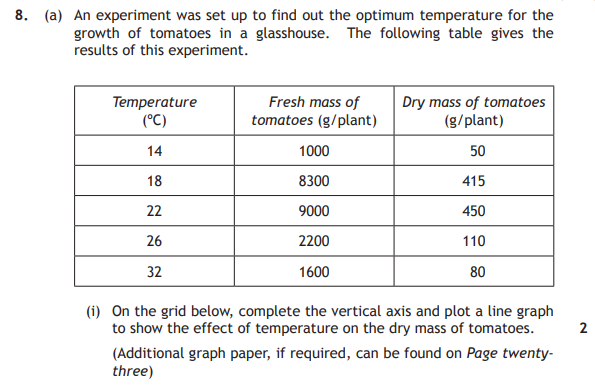 8. (a) An experiment was set up to find out the optimum temperature for the
growth of tomatoes in a glasshouse. The following table gives the
results of this experiment.
Temperature (°C) Fresh mass of tomatoes (g/plant) Dry mass of tomatoes (g/plant)
14 1000 50
18 8300 415
22 9000 450
26 2200 110
32 1600 80
(i) On the grid below, complete the vertical axis and plot a line graph
to show the effect of temperature on the dry mass of tomatoes. 2
(Additional graph paper, if required, can be found on Page twenty-
three)